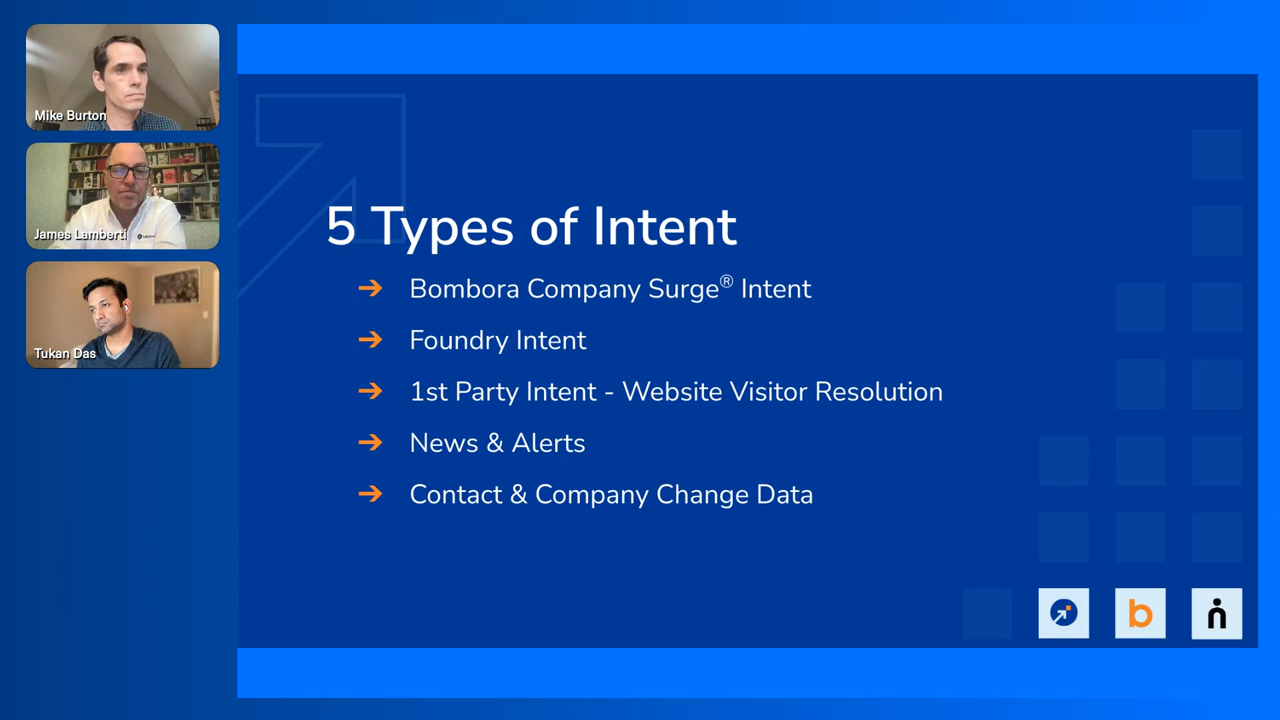 Mike Burton
James Lamberti
Tukan Das
5 Types of Intent
➔ Bombora Company Surge® Intent
➔ Foundry Intent
➔ 1st Party Intent - Website Visitor Resolution
➔ News & Alerts
➔ Contact & Company Change Data
b